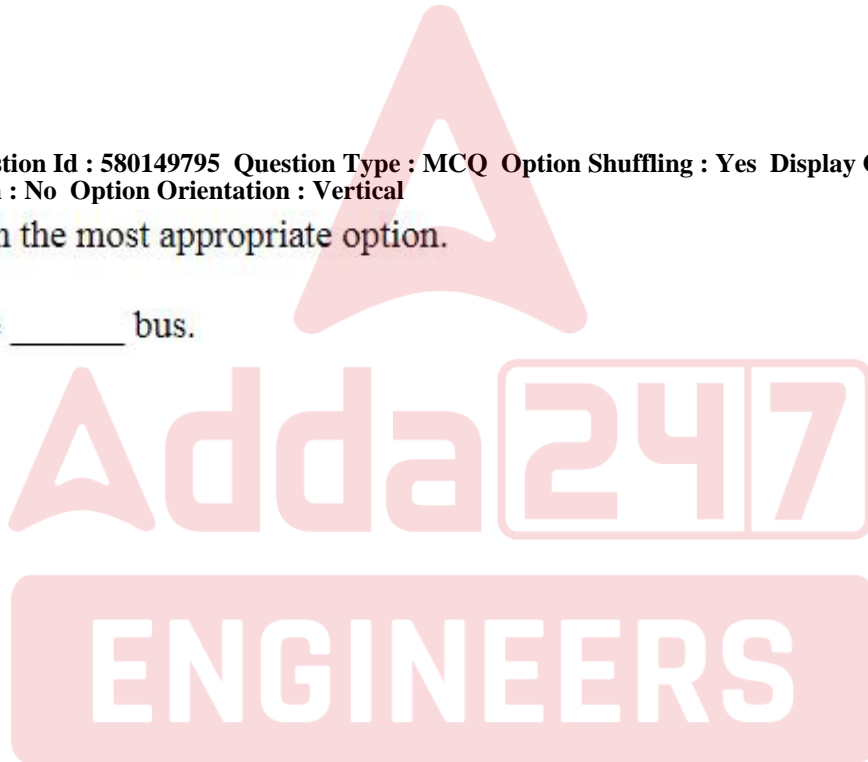 stion Id : 580149795 Question Type : MCQ Option Shuffling : Yes Display
: No Option Orientation : Vertical
the most appropriate option.
______ bus.
Adda247
ENGINEERS